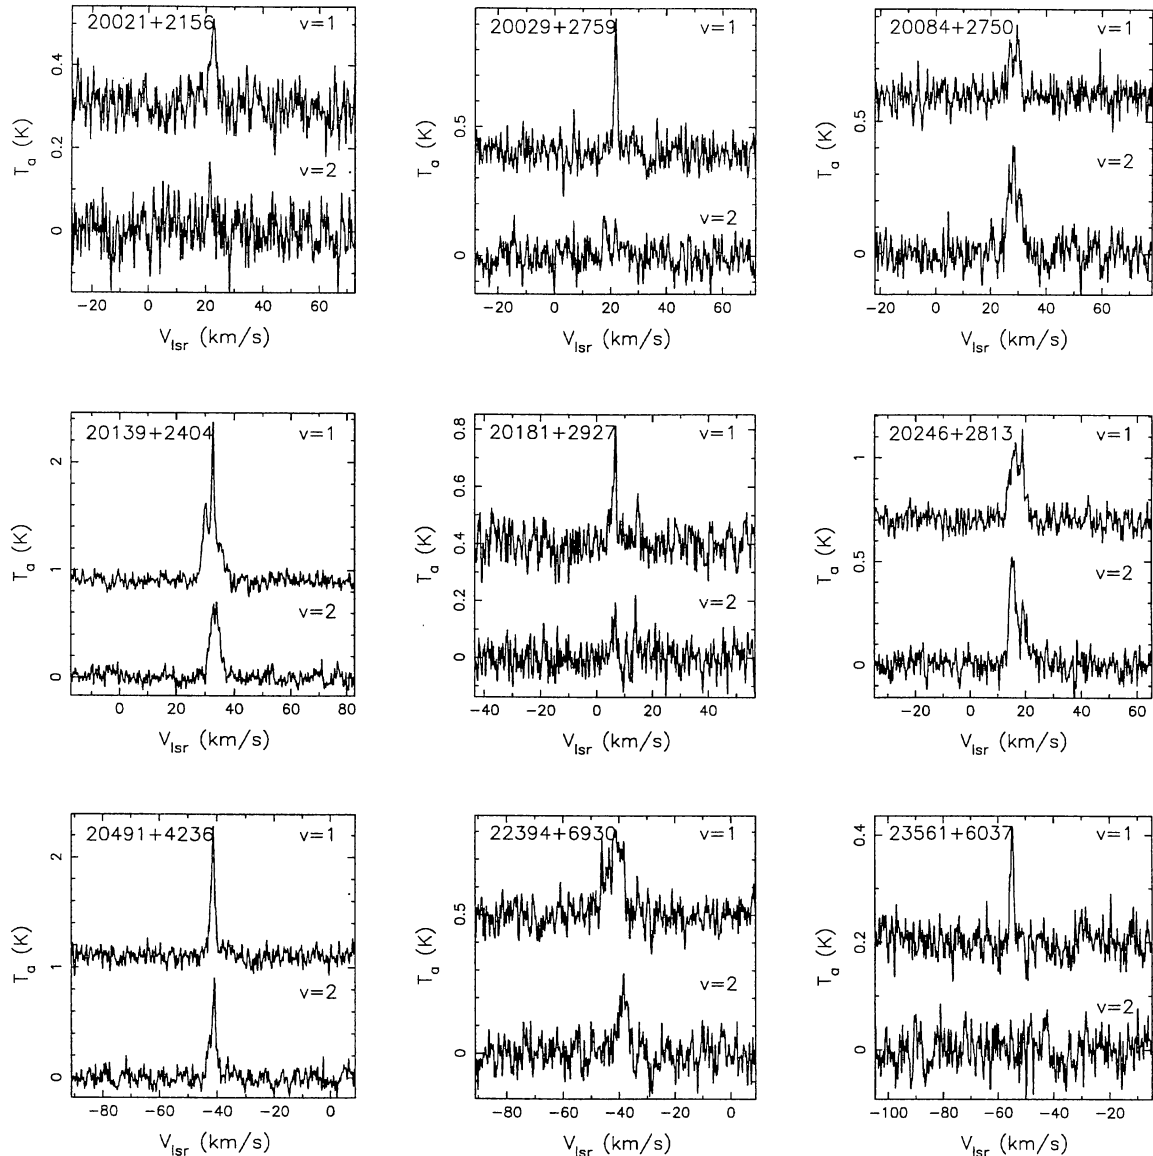 20021+2156 v=1
0.4
0.2
v=2
0
T_a (K)
−20 0 20 40 60
V_lsr (km/s)
20029+2759 v=1
0.5
v=2
0
T_a (K)
−20 0 20 40 60
V_lsr (km/s)
20084+2750 v=1
0.5
v=2
0
T_a (K)
−20 0 20 40 60
V_lsr (km/s)
20139+2404 v=1
2
1
v=2
0
T_a (K)
0 20 40 60 80
V_lsr (km/s)
20181+2927 v=1
0.8
0.6
0.4
0.2
v=2
0
T_a (K)
−40 −20 0 20 40
V_lsr (km/s)
20246+2813 v=1
1
0.5
v=2
0
T_a (K)
−20 0 20 40 60
V_lsr (km/s)
20491+4236 v=1
2
1
v=2
0
T_a (K)
−80 −60 −40 −20 0
V_lsr (km/s)
22394+6930 v=1
0.5
v=2
0
T_a (K)
−80 −60 −40 −20 0
V_lsr (km/s)
23561+6037 v=1
0.4
0.2
v=2
0
T_a (K)
−100 −80 −60 −40 −20
V_lsr (km/s)